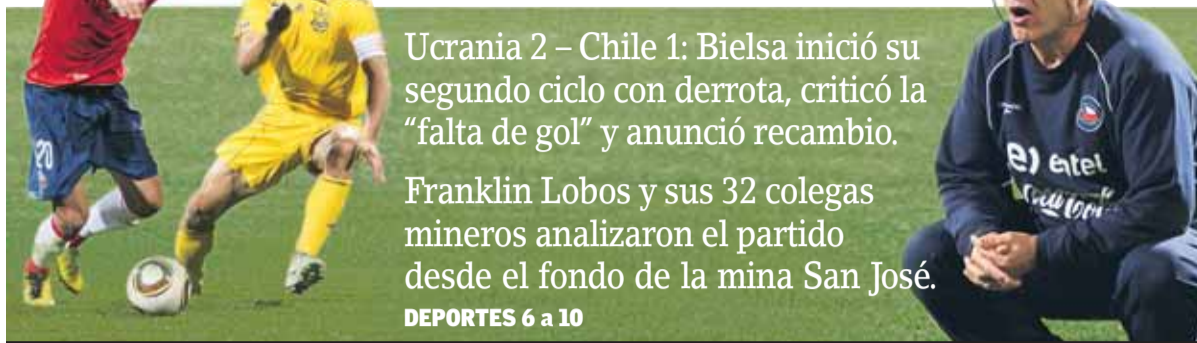 Ucrania 2 – Chile 1: Bielsa inició su
segundo ciclo con derrota, criticó la
“falta de gol” y anunció recambio.
Franklin Lobos y sus 32 colegas
mineros analizaron el partido
desde el fondo de la mina San José.
DEPORTES 6 a 10
20
e) entel